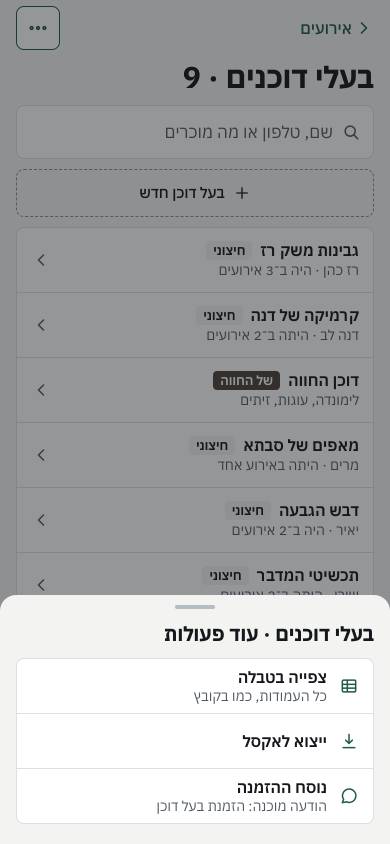 אירועים
בעלי דוכנים · 9
שם, טלפון או מה מוכרים
בעל דוכן חדש
גבינות משק רז חיצוני
רז כהן · היה ב־3 אירועים
קרמיקה של דנה חיצוני
דנה לב · היתה ב־2 אירועים
דוכן החווה של החווה
לימונדה, עוגות, זיתים
מאפים של סבתא חיצוני
מרים · היתה באירוע אחד
דבש הגבעה חיצוני
יאיר · היה ב־2 אירועים
תכשיטי המדבר חיצוני
בעלי דוכנים · עוד פעולות
צפייה בטבלה
כל העמודות, כמו בקובץ
ייצוא לאקסל
נוסח ההזמנה
הודעה מוכנה: הזמנת בעל דוכן